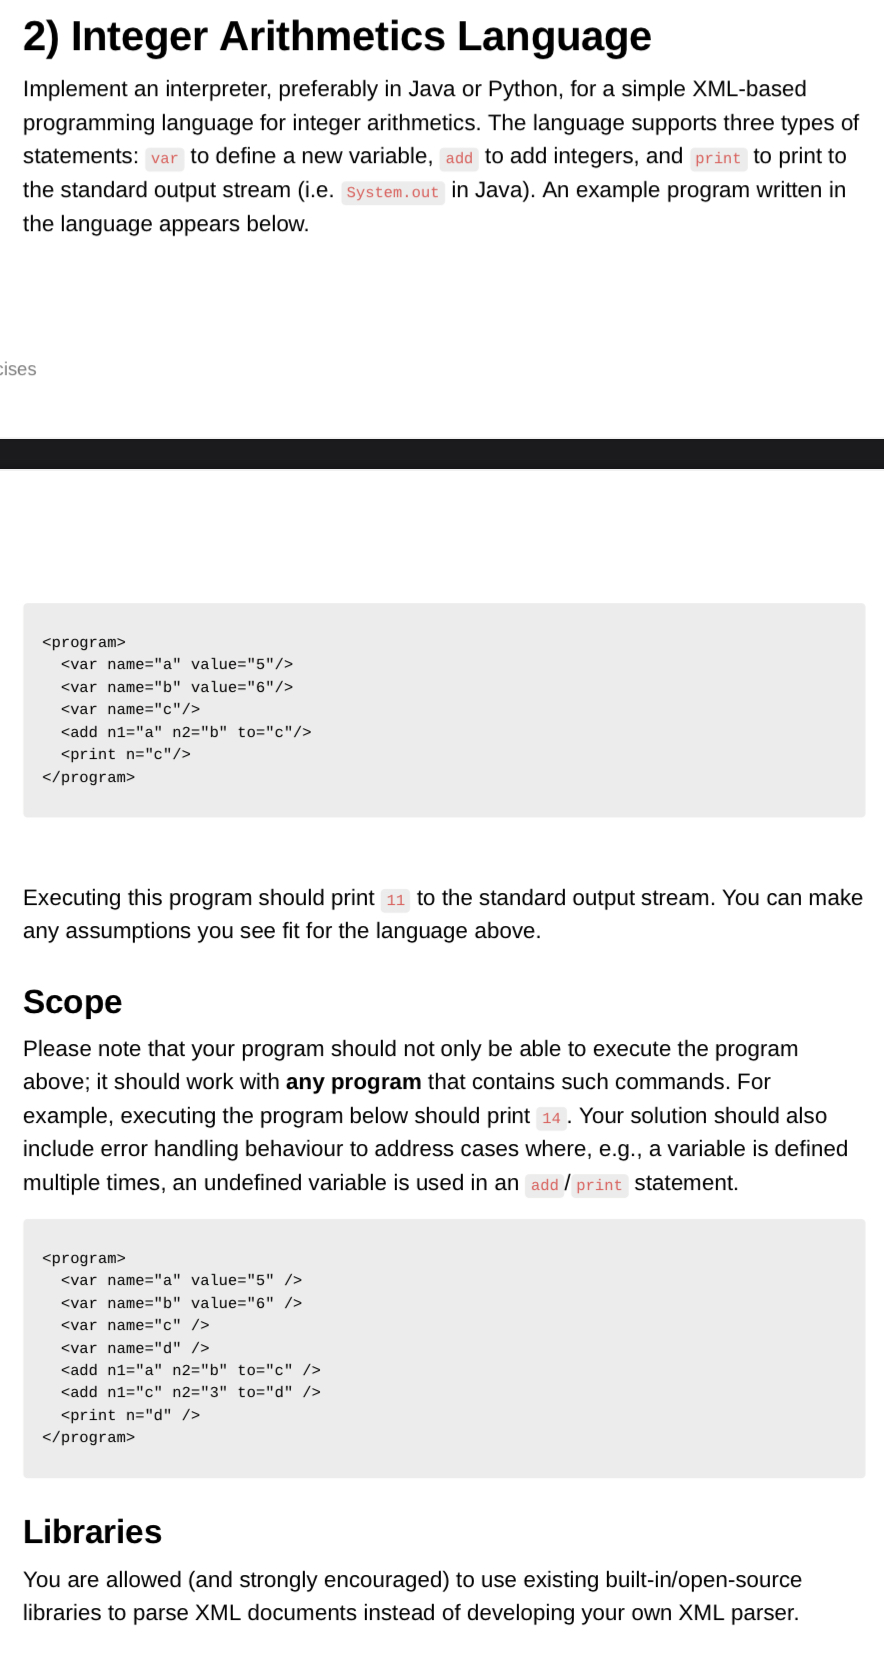 2) Integer Arithmetics Language
Implement an interpreter, preferably in Java or Python, for a simple XML-based
programming language for integer arithmetics. The language supports three types of
statements: var to define a new variable, add to add integers, and print to print to
the standard output stream (i.e. System.out in Java). An example program written in
the language appears below.
cises
<program>
  <var name="a" value="5"/>
  <var name="b" value="6"/>
  <var name="c"/>
  <add n1="a" n2="b" to="c"/>
  <print n="c"/>
</program>
Executing this program should print 11 to the standard output stream. You can make
any assumptions you see fit for the language above.
Scope
Please note that your program should not only be able to execute the program
above; it should work with any program that contains such commands. For
example, executing the program below should print 14. Your solution should also
include error handling behaviour to address cases where, e.g., a variable is defined
multiple times, an undefined variable is used in an add/print statement.
<program>
  <var name="a" value="5" />
  <var name="b" value="6" />
  <var name="c" />
  <var name="d" />
  <add n1="a" n2="b" to="c" />
  <add n1="c" n2="3" to="d" />
  <print n="d" />
</program>
Libraries
You are allowed (and strongly encouraged) to use existing built-in/open-source
libraries to parse XML documents instead of developing your own XML parser.